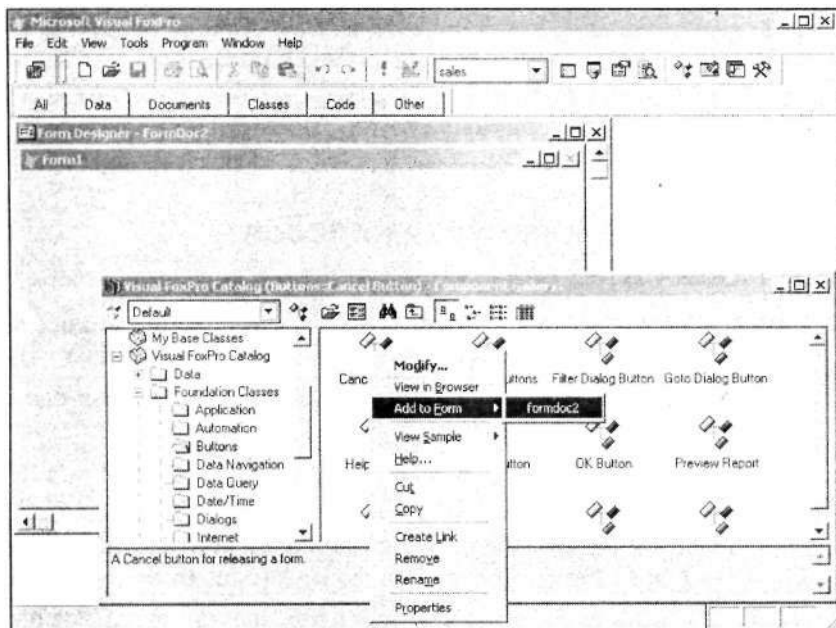 Microsoft Visual FoxPro
File Edit View Tools Program Window Help
sales
All Data Documents Classes Code Other
Form Designer - FormDoc2
Form1
Visual FoxPro Catalog (Buttons::Cancel Button) - Component Gallery
Default
My Base Classes
Visual FoxPro Catalog
Data
Foundation Classes
Application
Automation
Buttons
Data Navigation
Data Query
Date/Time
Dialogs
Internet
A Cancel button for releasing a form.
Canc
uttons
Filter Dialog Button
Goto Dialog Button
Help
utton
OK Button
Preview Report
Modify...
View in Browser
Add to Form
formdoc2
View Sample
Help...
Cut
Copy
Create Link
Remove
Rename
Properties